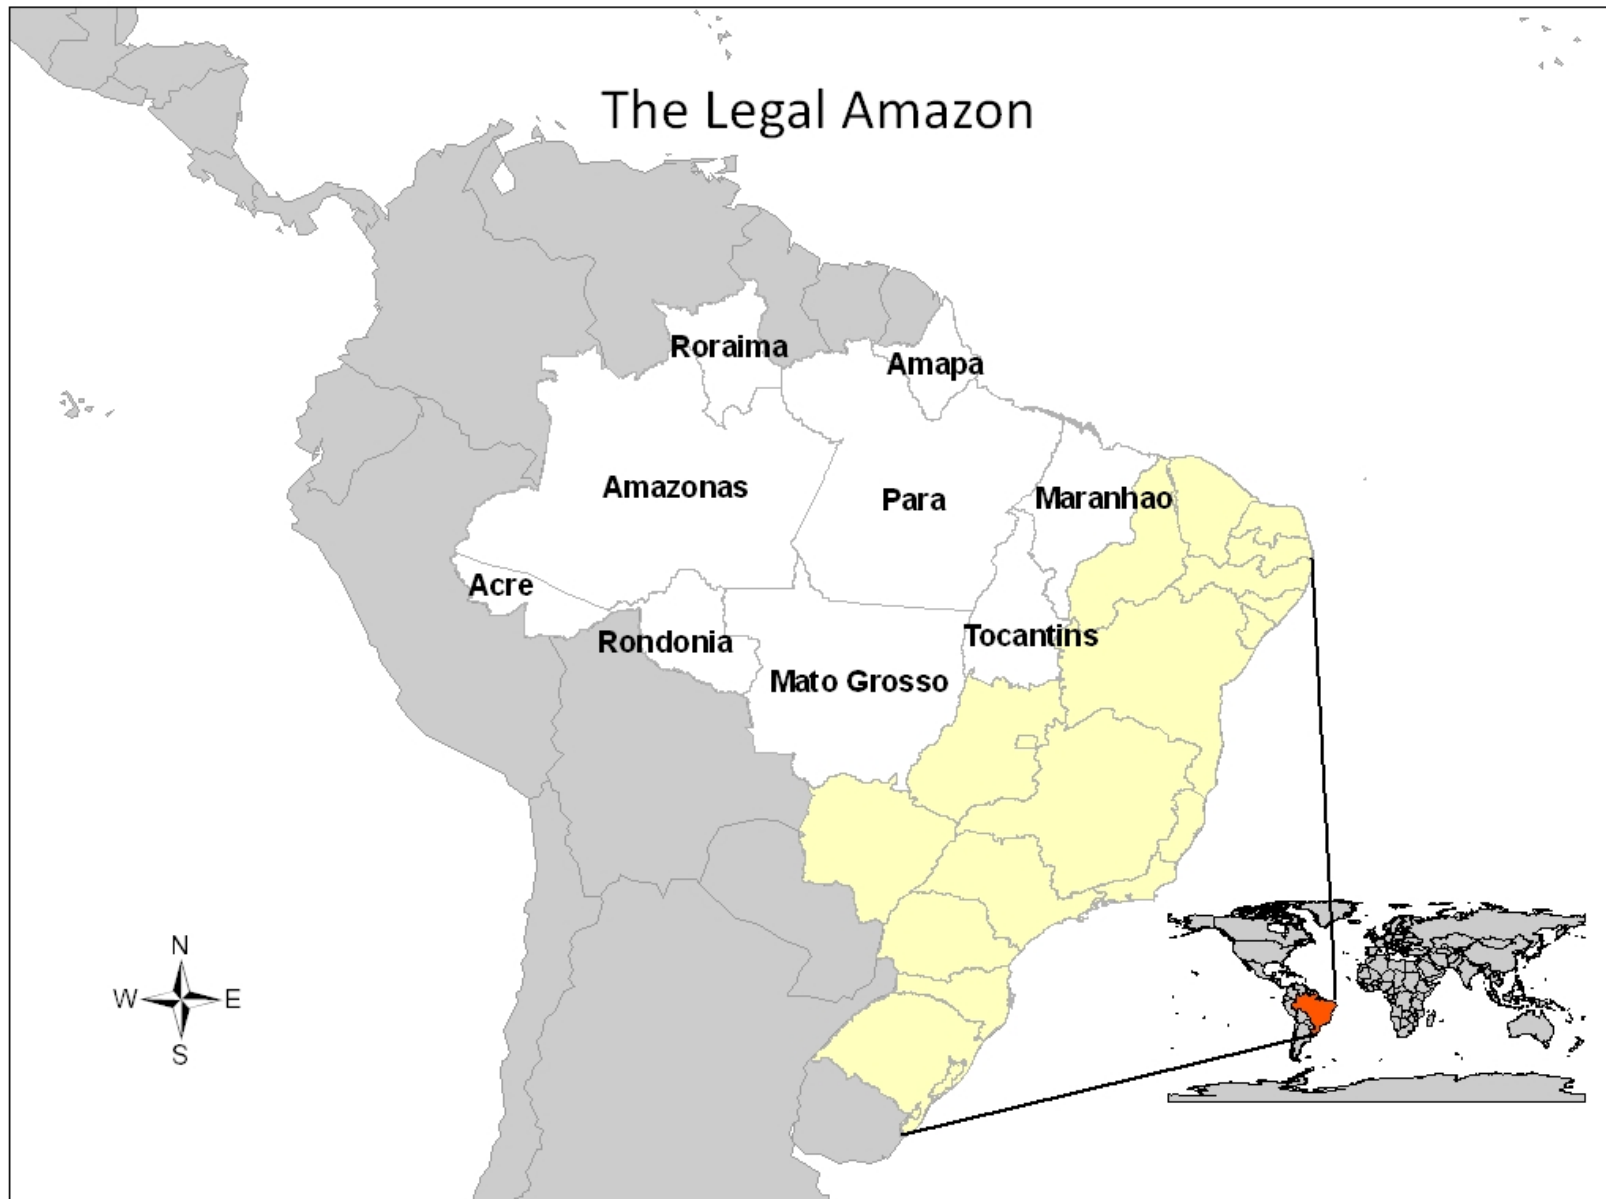 The Legal Amazon
Roraima
Amapa
Amazonas
Para
Maranhao
Acre
Rondonia
Tocantins
Mato Grosso
N
W E
S